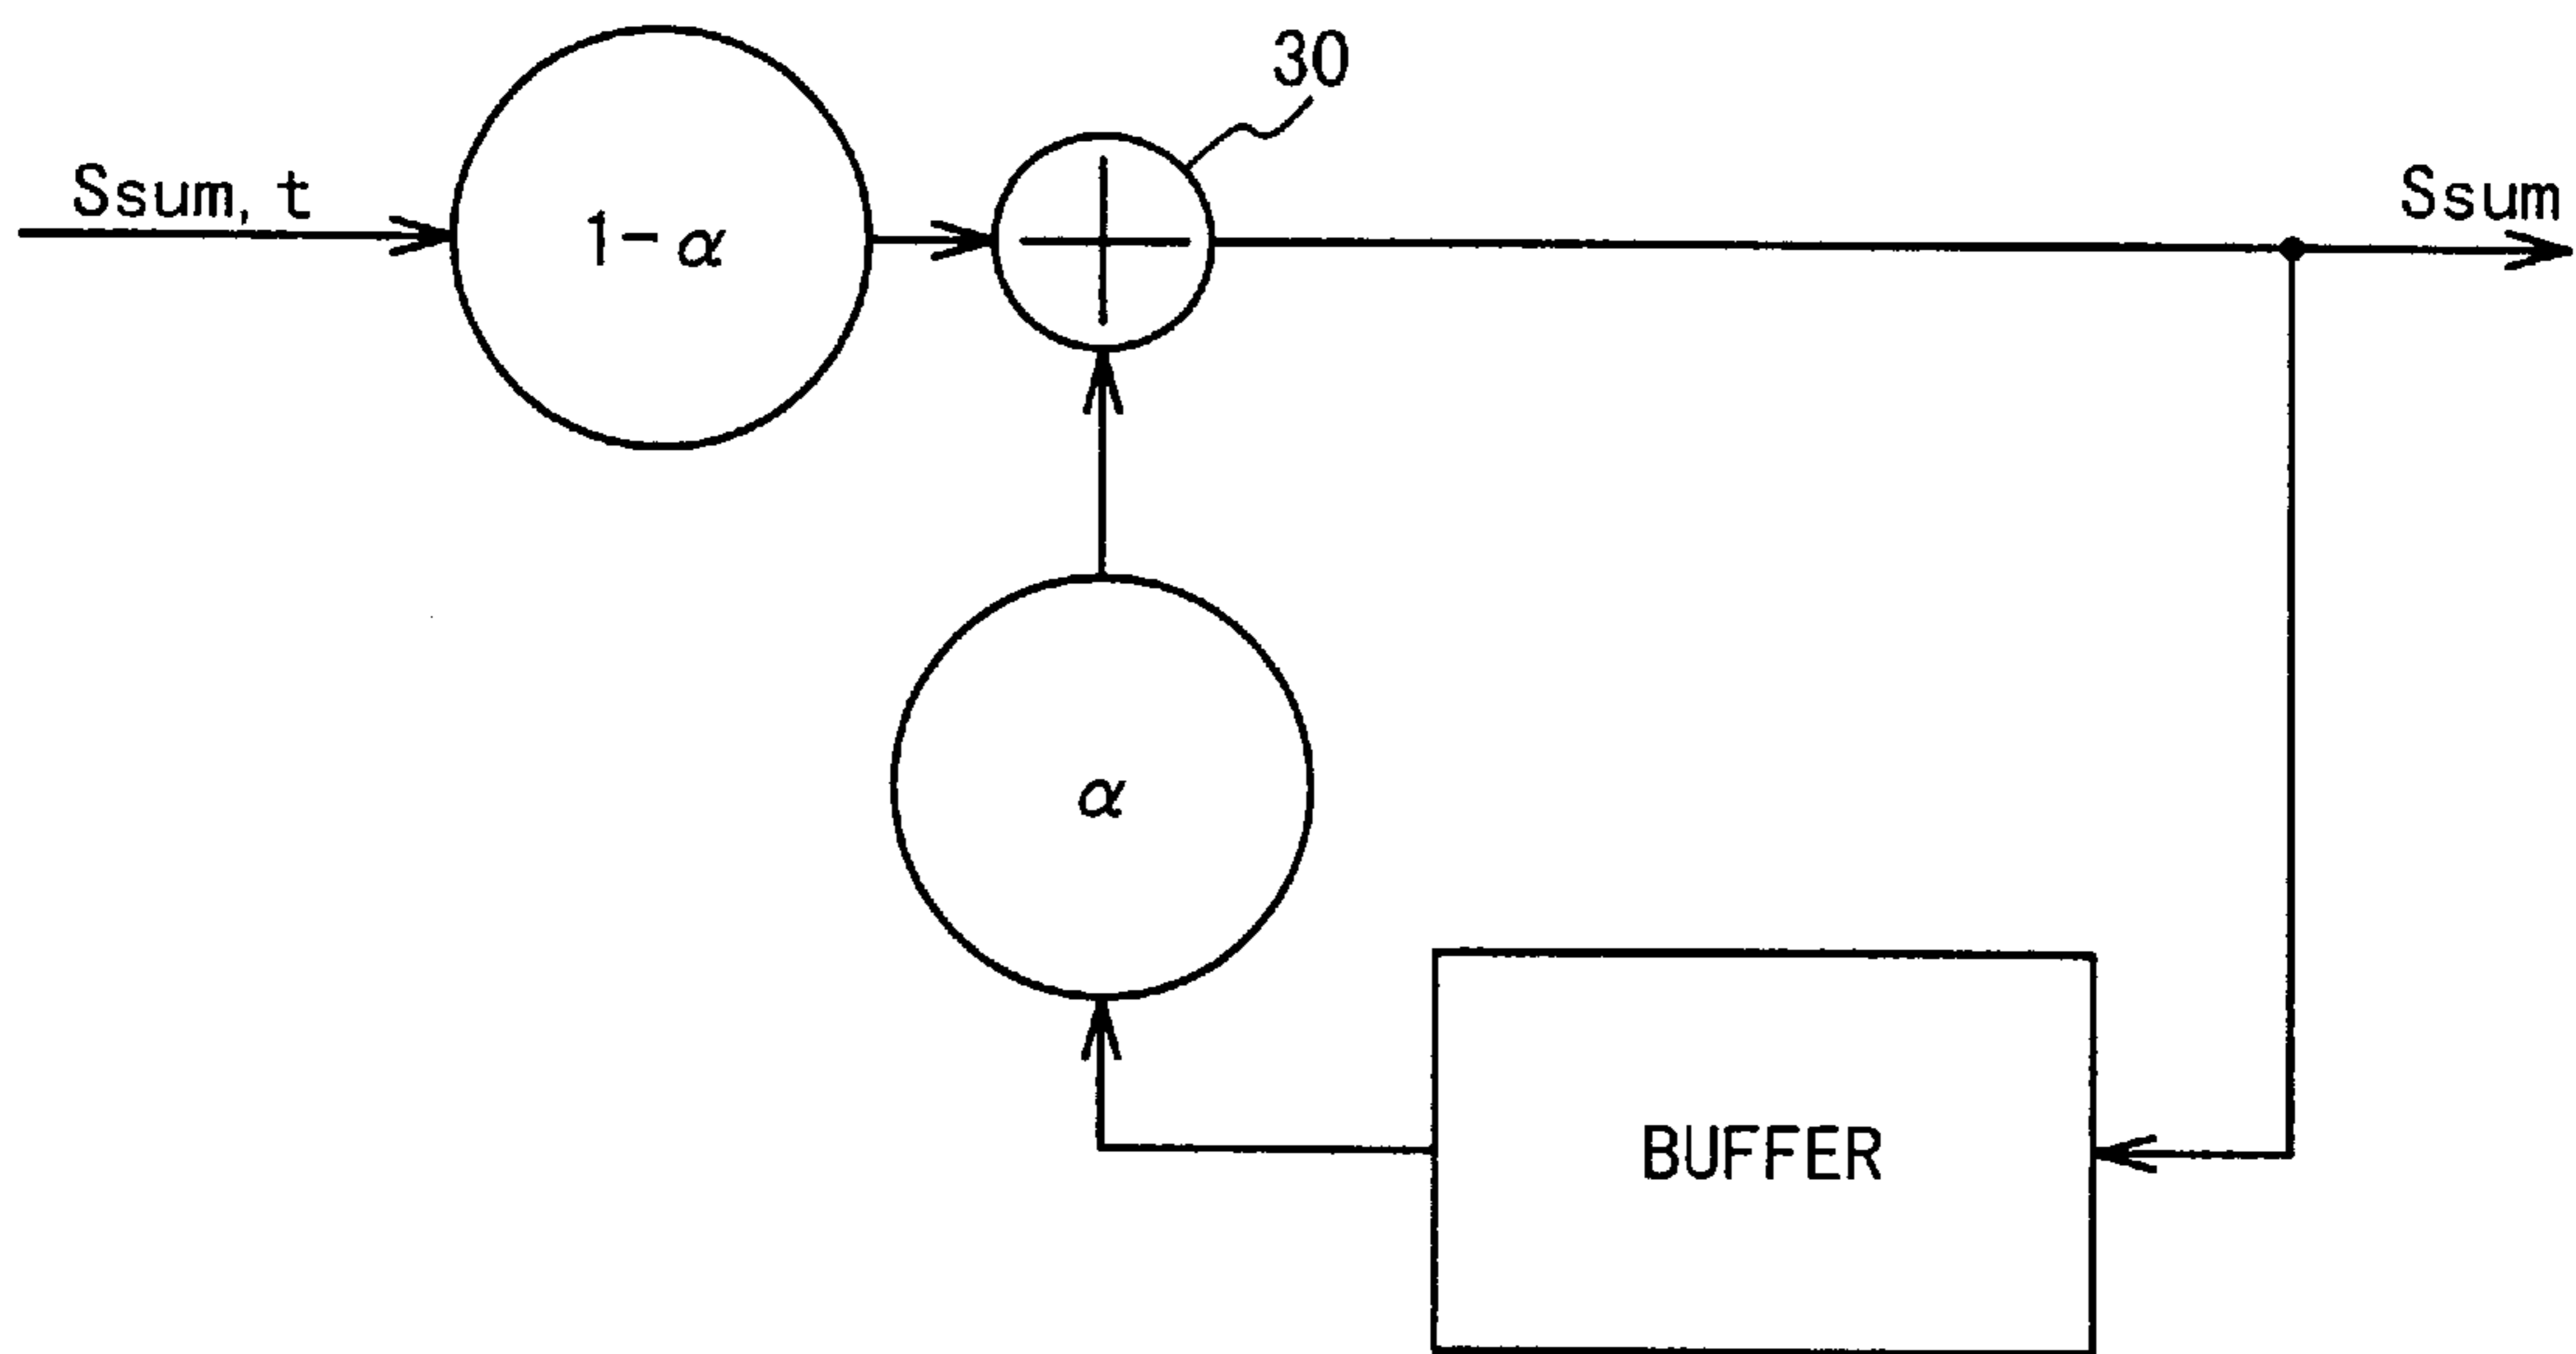 30
Ssum, t
1-α
Ssum
α
BUFFER